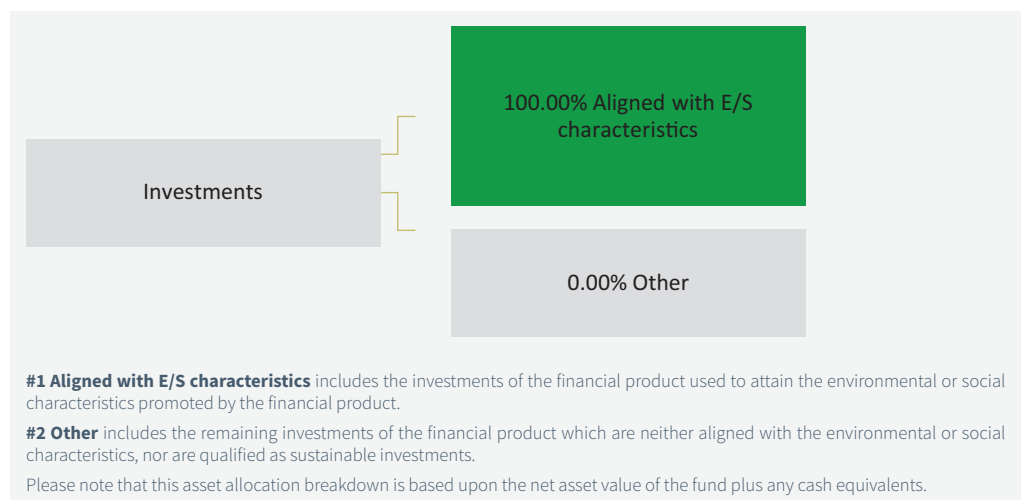 100.00% Aligned with E/S
characteristics
Investments
0.00% Other
#1 Aligned with E/S characteristics includes the investments of the financial product used to attain the environmental or social
characteristics promoted by the financial product.
#2 Other includes the remaining investments of the financial product which are neither aligned with the environmental or social
characteristics, nor are qualified as sustainable investments.
Please note that this asset allocation breakdown is based upon the net asset value of the fund plus any cash equivalents.